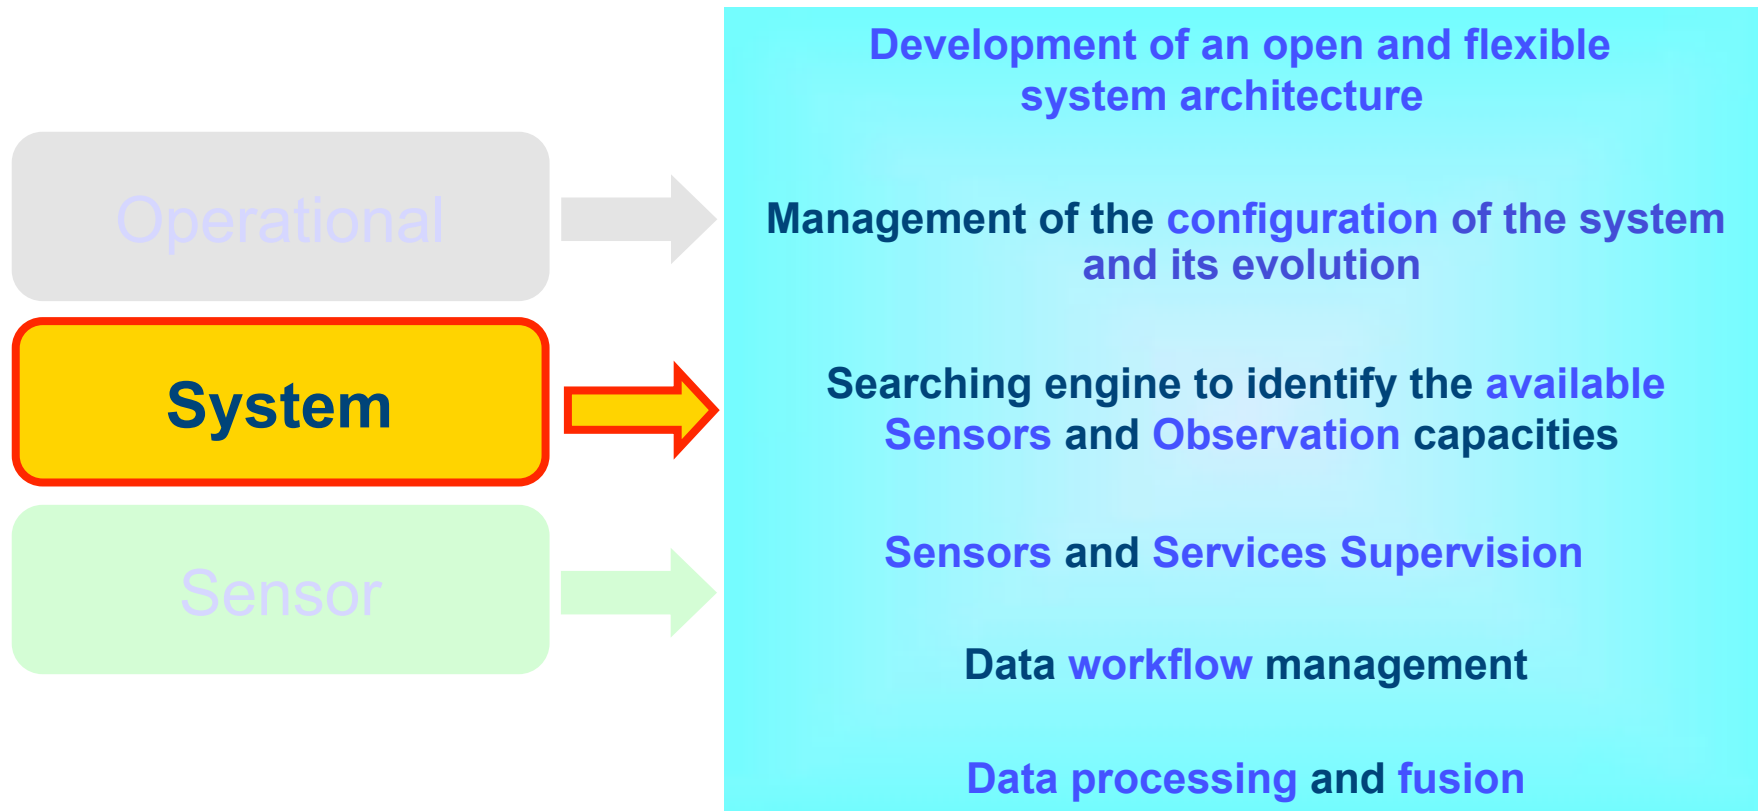 Operational
System
Sensor
Development of an open and flexible
system architecture
Management of the configuration of the system
and its evolution
Searching engine to identify the available
Sensors and Observation capacities
Sensors and Services Supervision
Data workflow management
Data processing and fusion